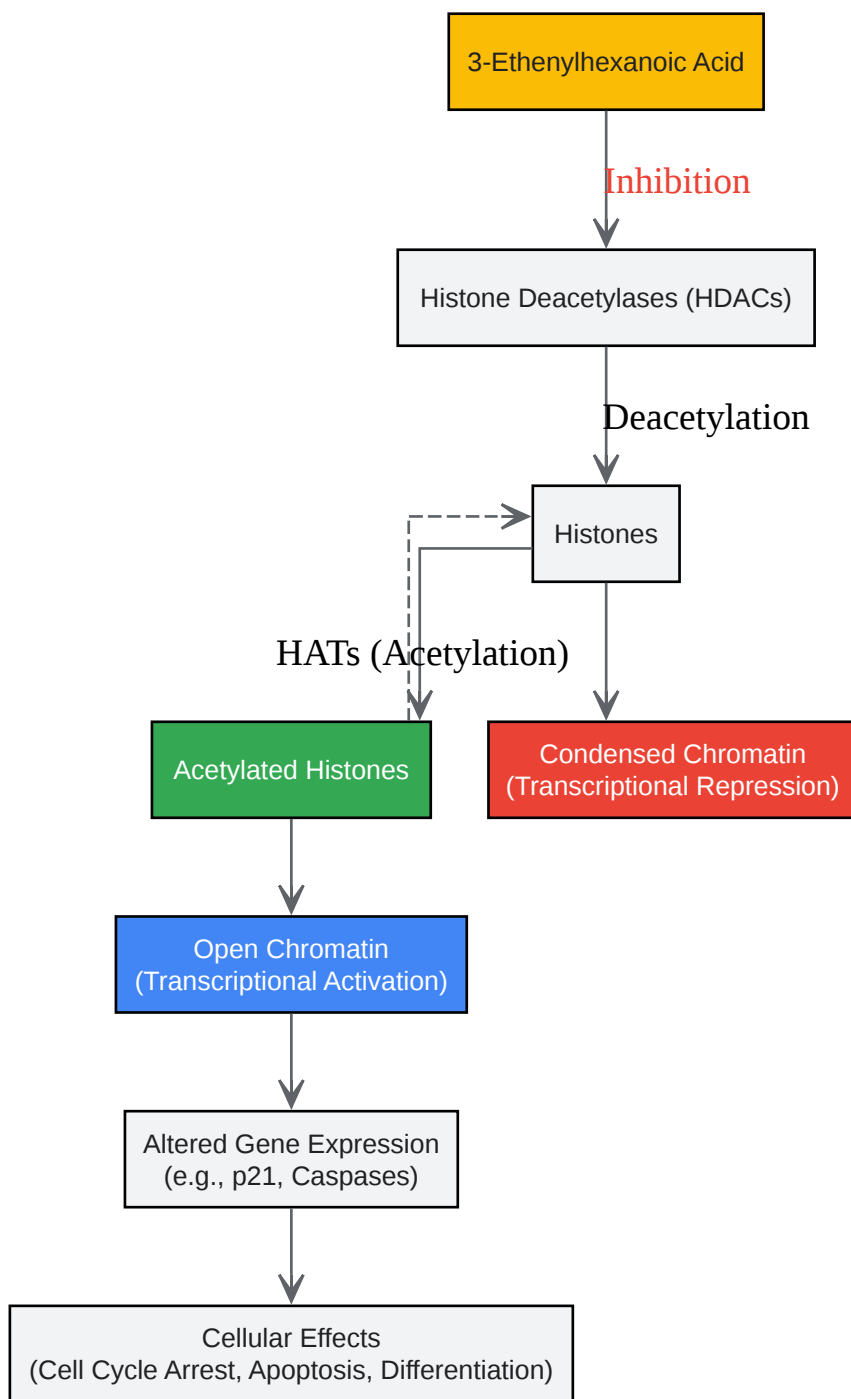 3-Ethenylhexanoic Acid
Inhibition
Histone Deacetylases (HDACs)
Deacetylation
Histones
HATs (Acetylation)
Acetylated Histones
Condensed Chromatin
(Transcriptional Repression)
Open Chromatin
(Transcriptional Activation)
Altered Gene Expression
(e.g., p21, Caspases)
Cellular Effects
(Cell Cycle Arrest, Apoptosis, Differentiation)